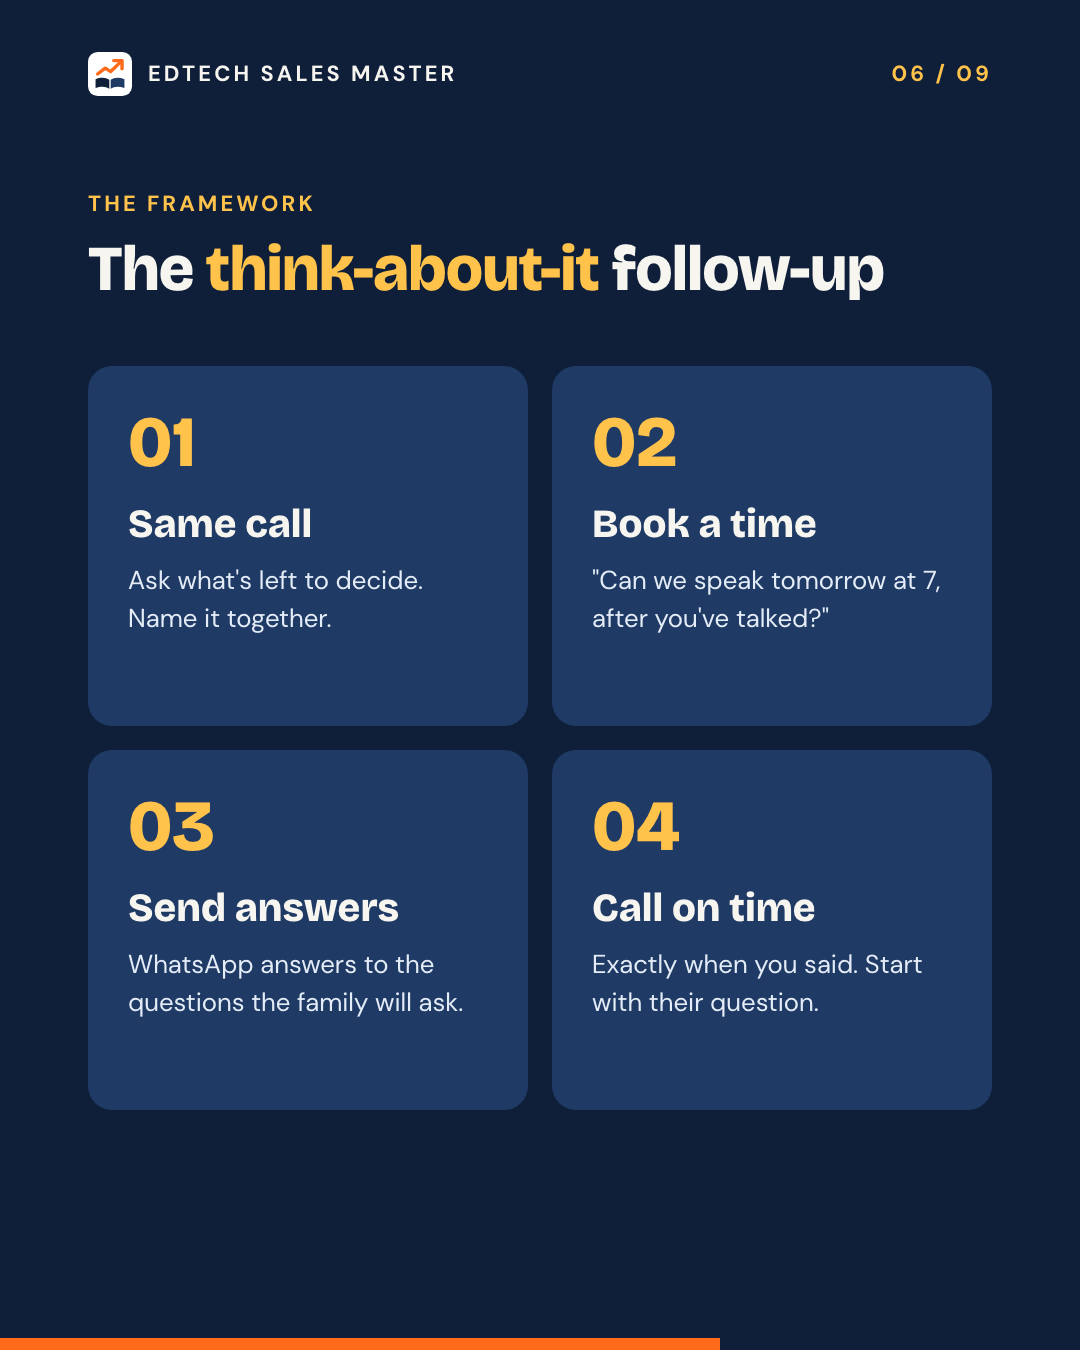 EDTECH SALES MASTER
06 / 09
THE FRAMEWORK
The think-about-it follow-up
01
Same call
Ask what's left to decide.
Name it together.
02
Book a time
"Can we speak tomorrow at 7,
after you've talked?"
03
Send answers
WhatsApp answers to the
questions the family will ask.
04
Call on time
Exactly when you said. Start
with their question.